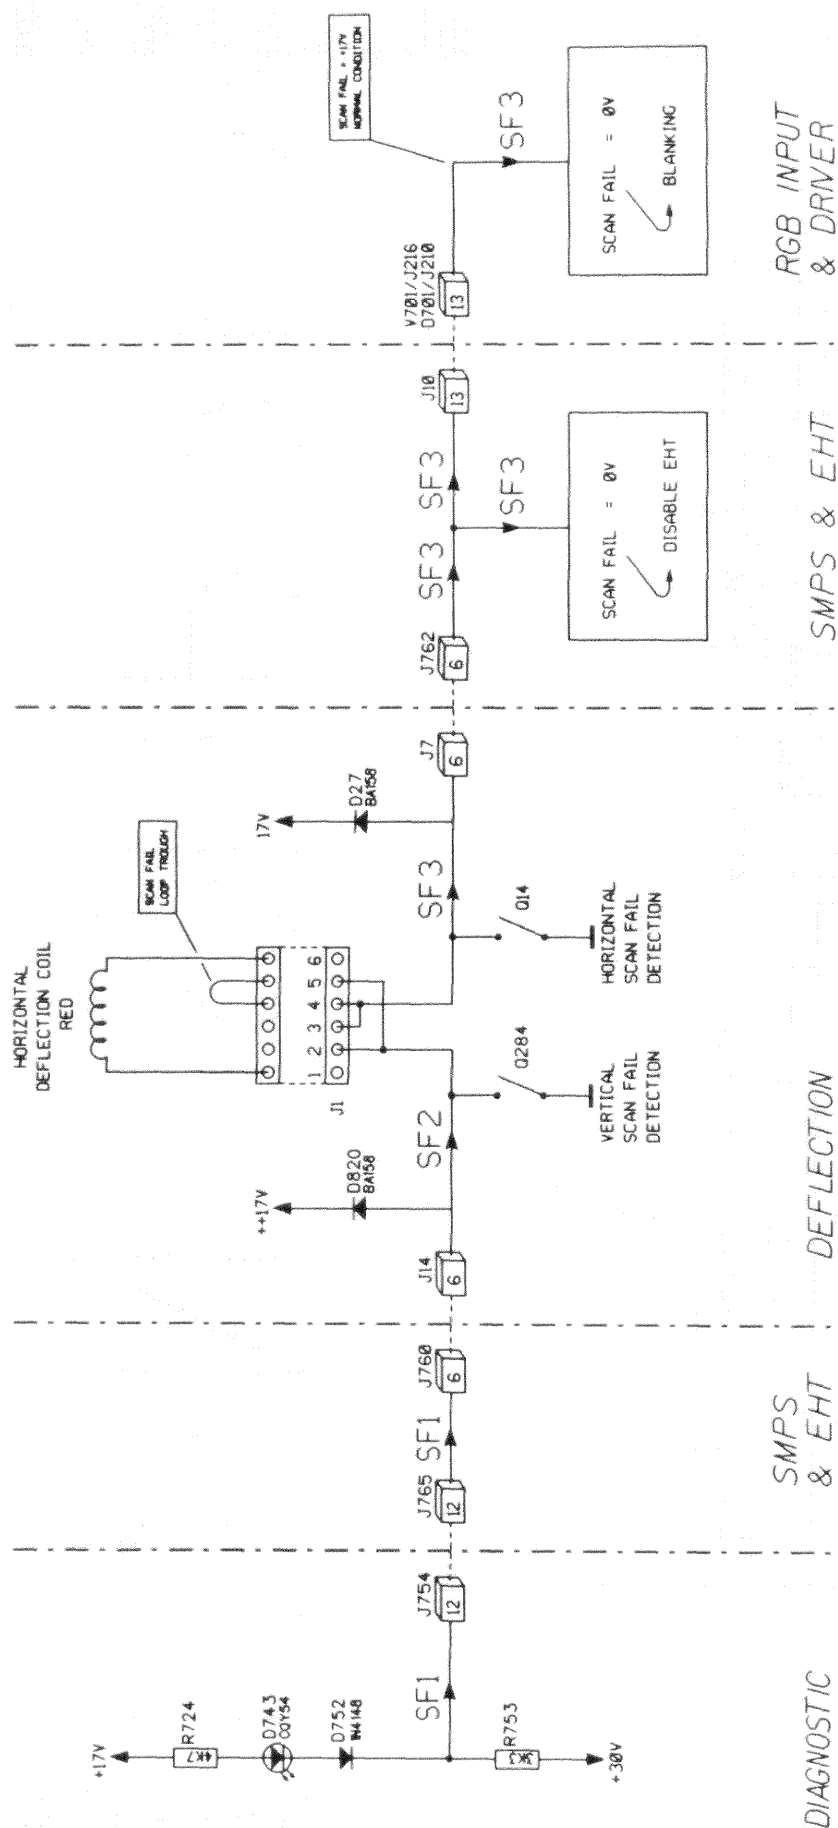 DIAGNOSTIC
+17V
R724
4K7
D743
CQY54
D752
1N4148
SF1
R753
3K3
+30V
J754
12
SMPS
& EHT
J765
12
SF1
J760
6
DEFLECTION
J14
6
++17V
D820
BA158
SF2
Q284
VERTICAL
SCAN FAIL
DETECTION
HORIZONTAL
DEFLECTION COIL
RED
SCAN FAIL
LOOP TROUGH
J1
1 2 3 4 5 6
SF3
Q14
HORIZONTAL
SCAN FAIL
DETECTION
17V
D27
BA158
J7
6
SMPS & EHT
J762
6
SF3
SF3
SF3
SCAN FAIL = 0V
DISABLE EHT
J10
13
RGB INPUT
& DRIVER
V701/J216
D701/J210
13
SCAN FAIL = +17V
NORMAL CONDITION
SF3
SCAN FAIL = 0V
BLANKING